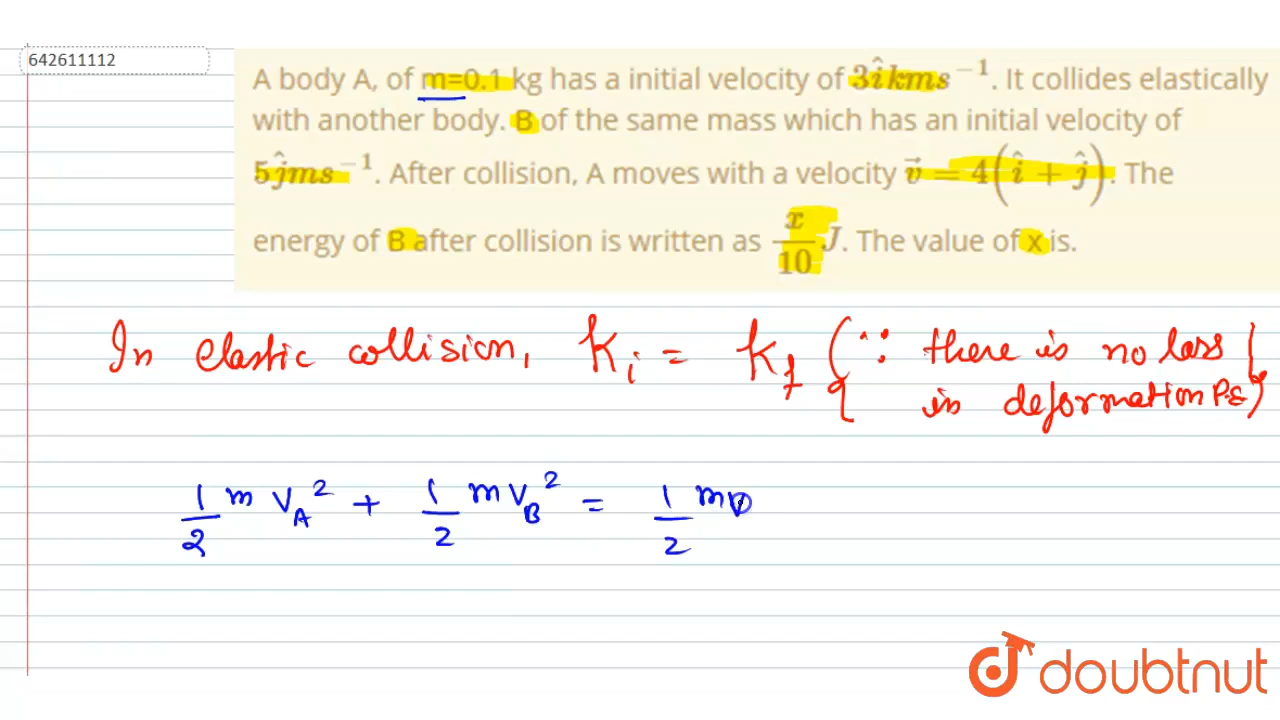 642611112
A body A, of m=0.1 kg has a initial velocity of 3î kms⁻¹. It collides elastically
with another body. B of the same mass which has an initial velocity of
5ĵms⁻¹. After collision, A moves with a velocity v⃗ = 4(î + ĵ). The
energy of B after collision is written as x/10 J. The value of x is.
In elastic collision, Kᵢ = K_f (∵ there is no loss
in deformation P.E)
1/2 m V_A² + 1/2 m V_B² = 1/2 m v
doubtnut